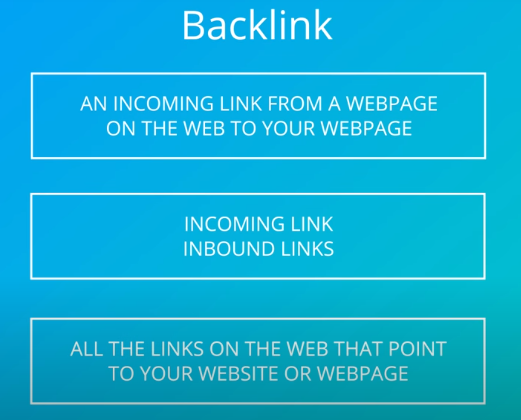 Backlink
AN INCOMING LINK FROM A WEBPAGE
ON THE WEB TO YOUR WEBPAGE
INCOMING LINK
INBOUND LINKS
ALL THE LINKS ON THE WEB THAT POINT
TO YOUR WEBSITE OR WEBPAGE